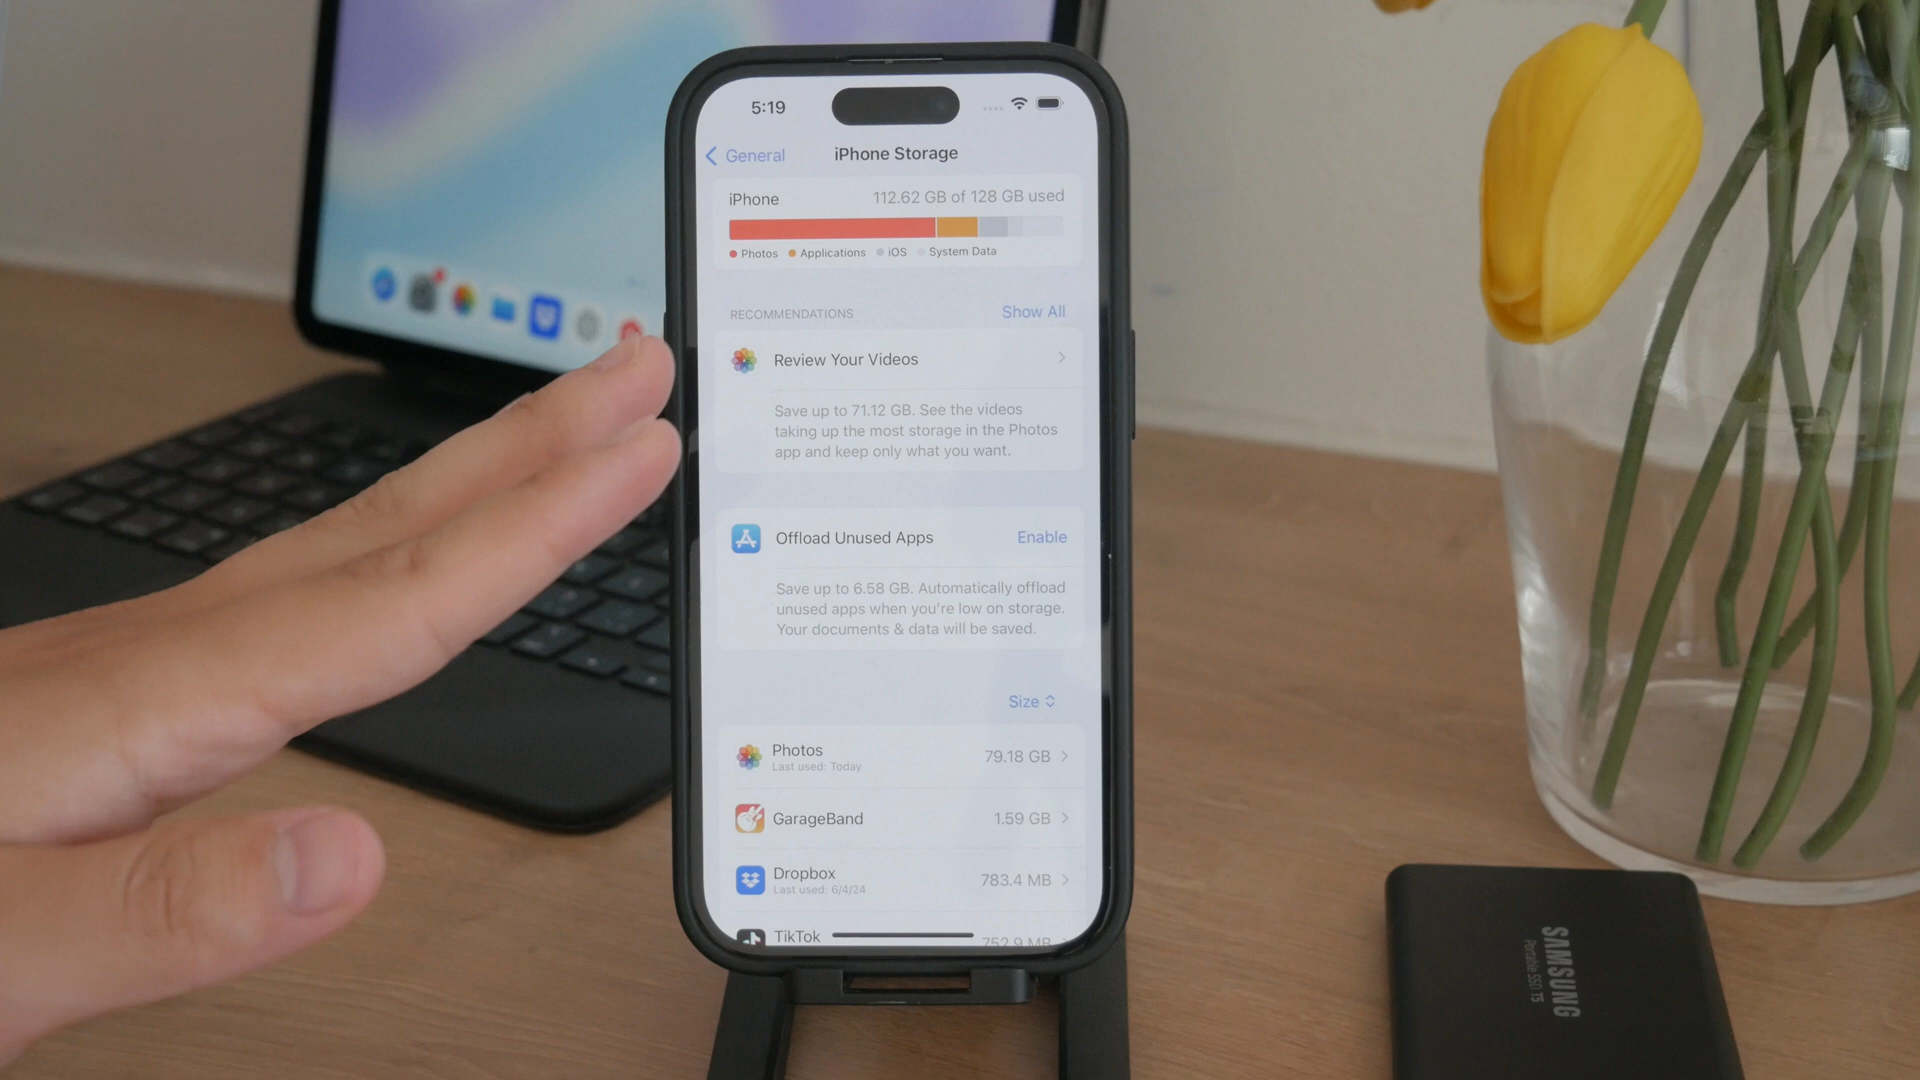 5:19
General
iPhone Storage
iPhone
112.62 GB of 128 GB used
Photos
Applications
iOS
System Data
RECOMMENDATIONS
Show All
Review Your Videos
Save up to 71.12 GB. See the videos
taking up the most storage in the Photos
app and keep only what you want.
Offload Unused Apps
Enable
Save up to 6.58 GB. Automatically offload
unused apps when you're low on storage.
Your documents & data will be saved.
Size
Photos
79.18 GB
Last used: Today
GarageBand
1.59 GB
Dropbox
783.4 MB
Last used: 6/4/24
TikTok
752.9 MB
SAMSUNG
Portable SSD T5